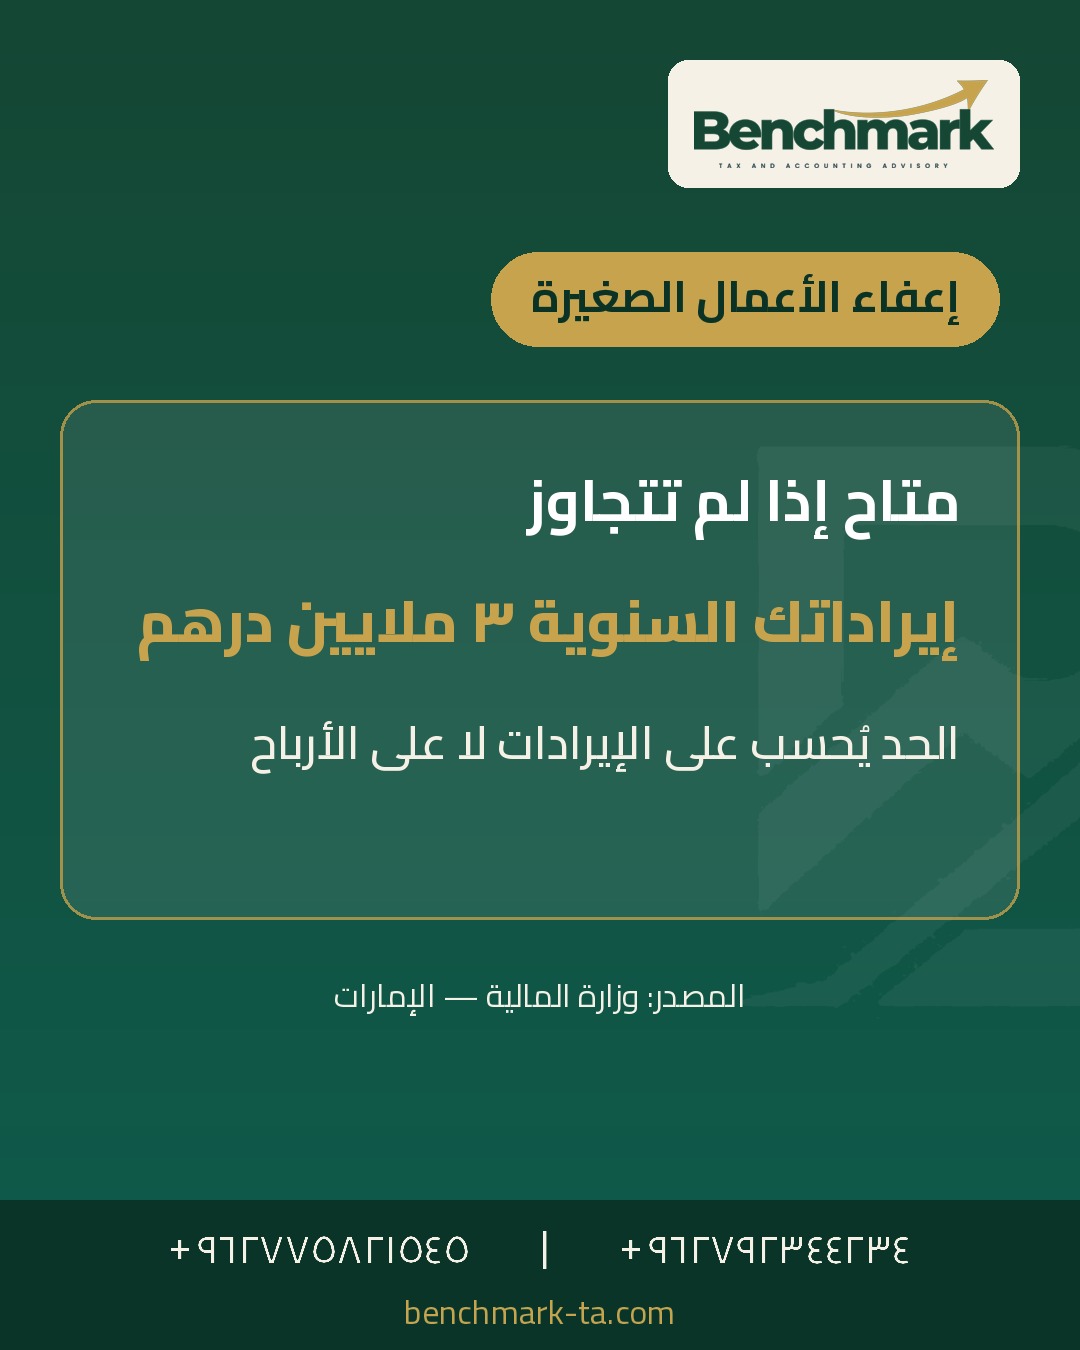 Benchmark
TAX AND ACCOUNTING ADVISORY
إعفاء الأعمال الصغيرة
متاح إذا لم تتجاوز
إيراداتك السنوية ٣ ملايين درهم
الحد يُحسب على الإيرادات لا على الأرباح
المصدر: وزارة المالية — الإمارات
+٩٦٢٧٧٥٨٢١٥٤٥ | +٩٦٢٧٩٢٣٤٤٢٣٤
benchmark-ta.com